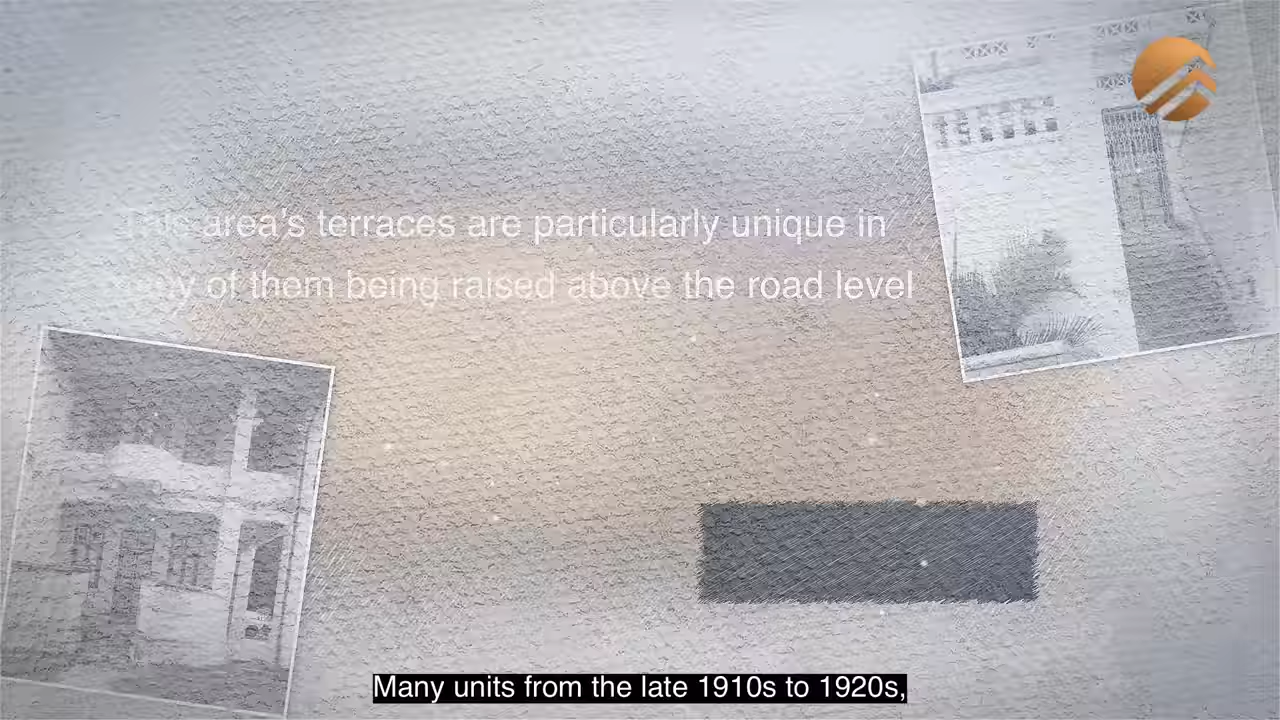 This area's terraces are particularly unique in
of them being raised above the road level
Many units from the late 1910s to 1920s,